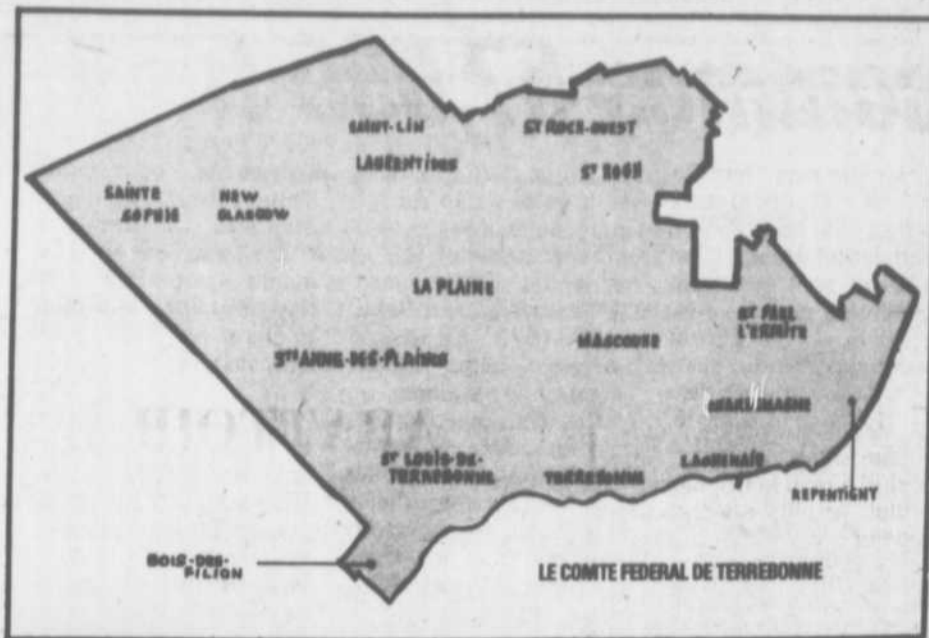 SAINT-LIN
LAURENTIDES
ST ROCH-OUEST
ST ROCH
SAINTE
SOPHIE
NEW
GLASGOW
LA PLAINE
ST PAUL
L'ERMITE
MASCOUCHE
STE ANNE-DES-PLAINES
CHARLEMAGNE
ST LOUIS-DE-
TERREBONNE
TERREBONNE
LACHENAIE
REPENTIGNY
BOIS-DES-
FILION
LE COMTE FEDERAL DE TERREBONNE